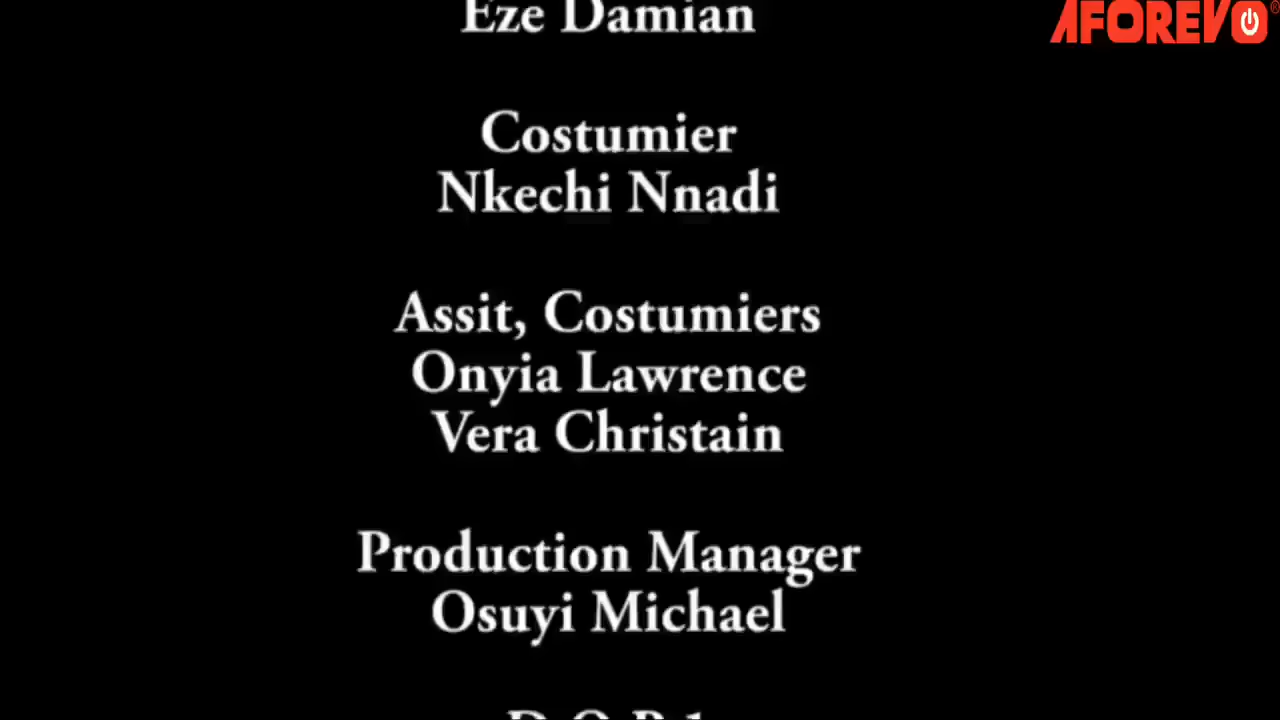 Eze Damian
AFOREVO
Costumier
Nkechi Nnadi
Assit, Costumiers
Onyia Lawrence
Vera Christain
Production Manager
Osuyi Michael